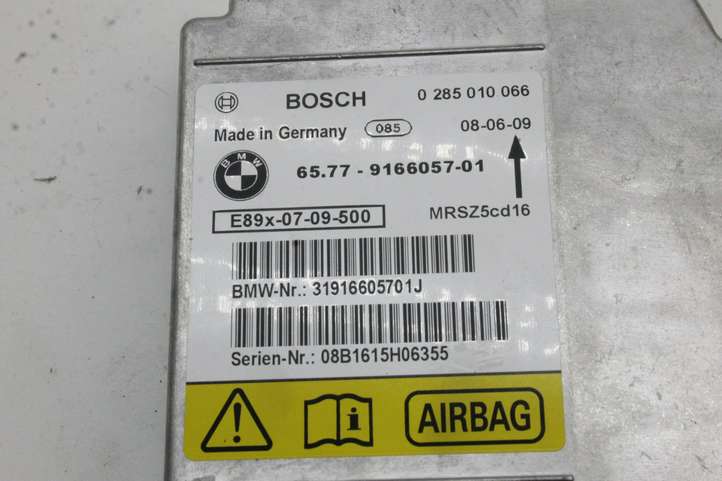 BOSCH 0 285 010 066
Made in Germany 085 08-06-09
BMW 65.77 - 9166057-01
E89x-07-09-500 MRSZ5cd16
BMW-Nr.: 31916605701J
Serien-Nr.: 08B1615H06355
i AIRBAG